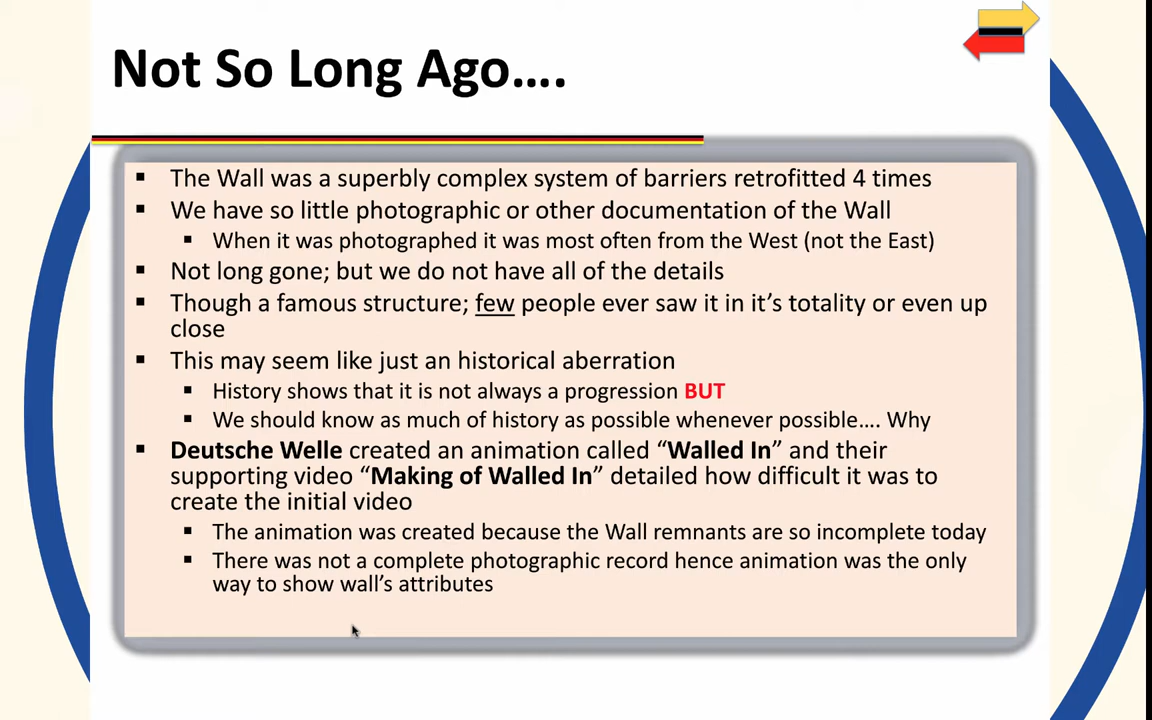 Not So Long Ago….
▪ The Wall was a superbly complex system of barriers retrofitted 4 times
▪ We have so little photographic or other documentation of the Wall
▪ When it was photographed it was most often from the West (not the East)
▪ Not long gone; but we do not have all of the details
▪ Though a famous structure; few people ever saw it in it's totality or even up
close
▪ This may seem like just an historical aberration
▪ History shows that it is not always a progression BUT
▪ We should know as much of history as possible whenever possible…. Why
▪ Deutsche Welle created an animation called “Walled In” and their
supporting video “Making of Walled In” detailed how difficult it was to
create the initial video
▪ The animation was created because the Wall remnants are so incomplete today
▪ There was not a complete photographic record hence animation was the only
way to show wall's attributes